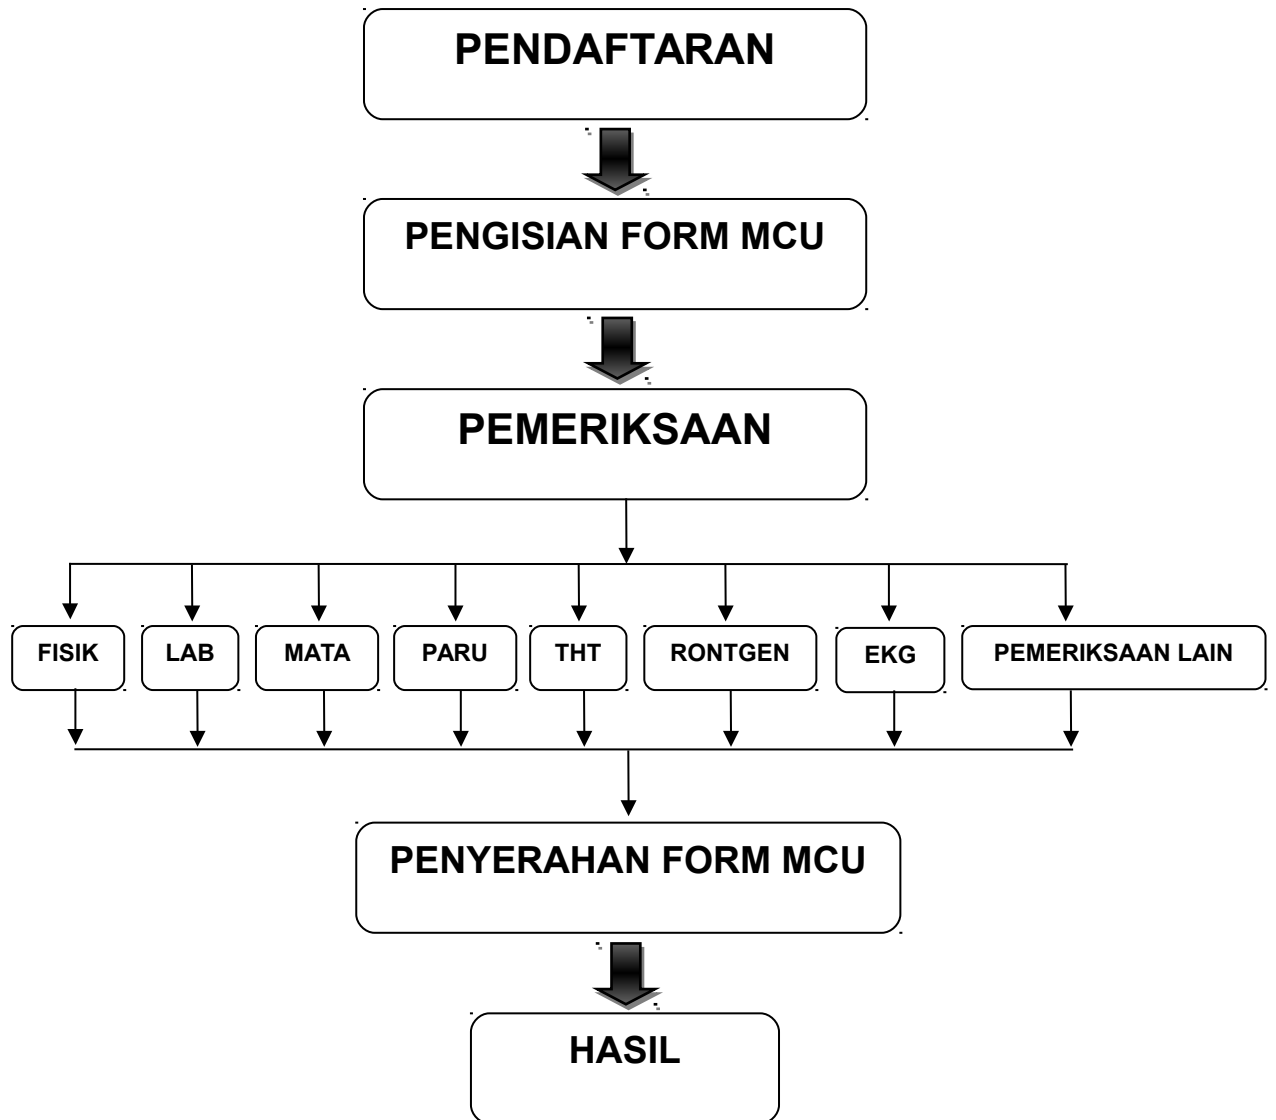 PENDAFTARAN
PENGISIAN FORM MCU
PEMERIKSAAN
FISIK
LAB
MATA
PARU
THT
RONTGEN
EKG
PEMERIKSAAN LAIN
PENYERAHAN FORM MCU
HASIL